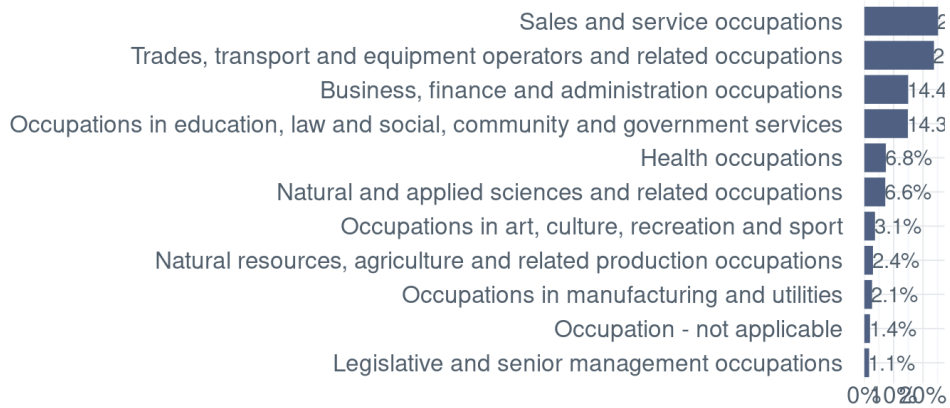 Sales and service occupations 2
Trades, transport and equipment operators and related occupations 2
Business, finance and administration occupations 14.4
Occupations in education, law and social, community and government services 14.3
Health occupations 6.8%
Natural and applied sciences and related occupations 6.6%
Occupations in art, culture, recreation and sport 3.1%
Natural resources, agriculture and related production occupations 2.4%
Occupations in manufacturing and utilities 2.1%
Occupation - not applicable 1.4%
Legislative and senior management occupations 1.1%
0% 10% 20%